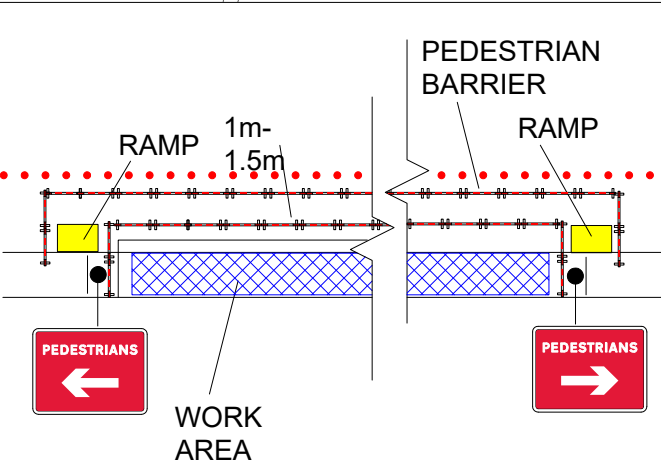 PEDESTRIAN
BARRIER
RAMP
1m-
1.5m
RAMP
PEDESTRIANS
PEDESTRIANS
WORK
AREA